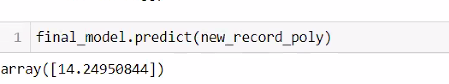 1 final_model.predict(new_record_poly)
array([14.24950844])